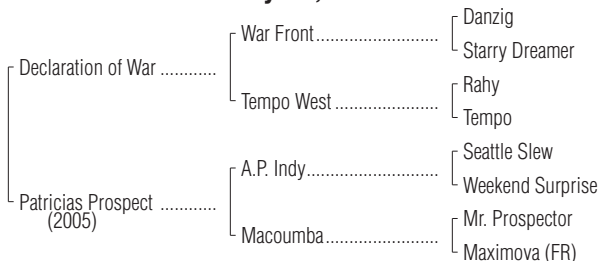 Danzig
War Front
Starry Dreamer
Declaration of War
Rahy
Tempo West
Tempo
Seattle Slew
A.P. Indy
Weekend Surprise
Patricias Prospect
(2005)
Mr. Prospector
Macoumba
Maximova (FR)